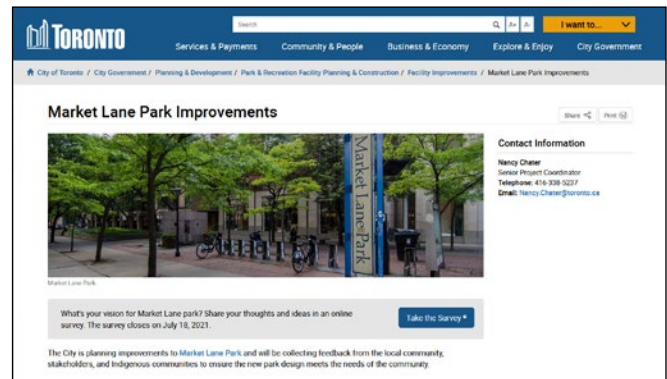 Search
A+ A-
I want to...
TORONTO
Services & Payments Community & People Business & Economy Explore & Enjoy City Government
City of Toronto / City Government / Planning & Development / Park & Recreation Facility Planning & Construction / Facility Improvements / Market Lane Park Improvements
Market Lane Park Improvements
Share Print
Market Lane Park
Market Lane Park
Contact Information
Nancy Chater
Senior Project Coordinator
Telephone: 416-338-5237
Email: Nancy.Chater@toronto.ca
What's your vision for Market Lane park? Share your thoughts and ideas in an online
survey. The survey closes on July 18, 2021.
Take the Survey
The City is planning improvements to Market Lane Park and will be collecting feedback from the local community,
stakeholders, and Indigenous communities to ensure the new park design meets the needs of the community.